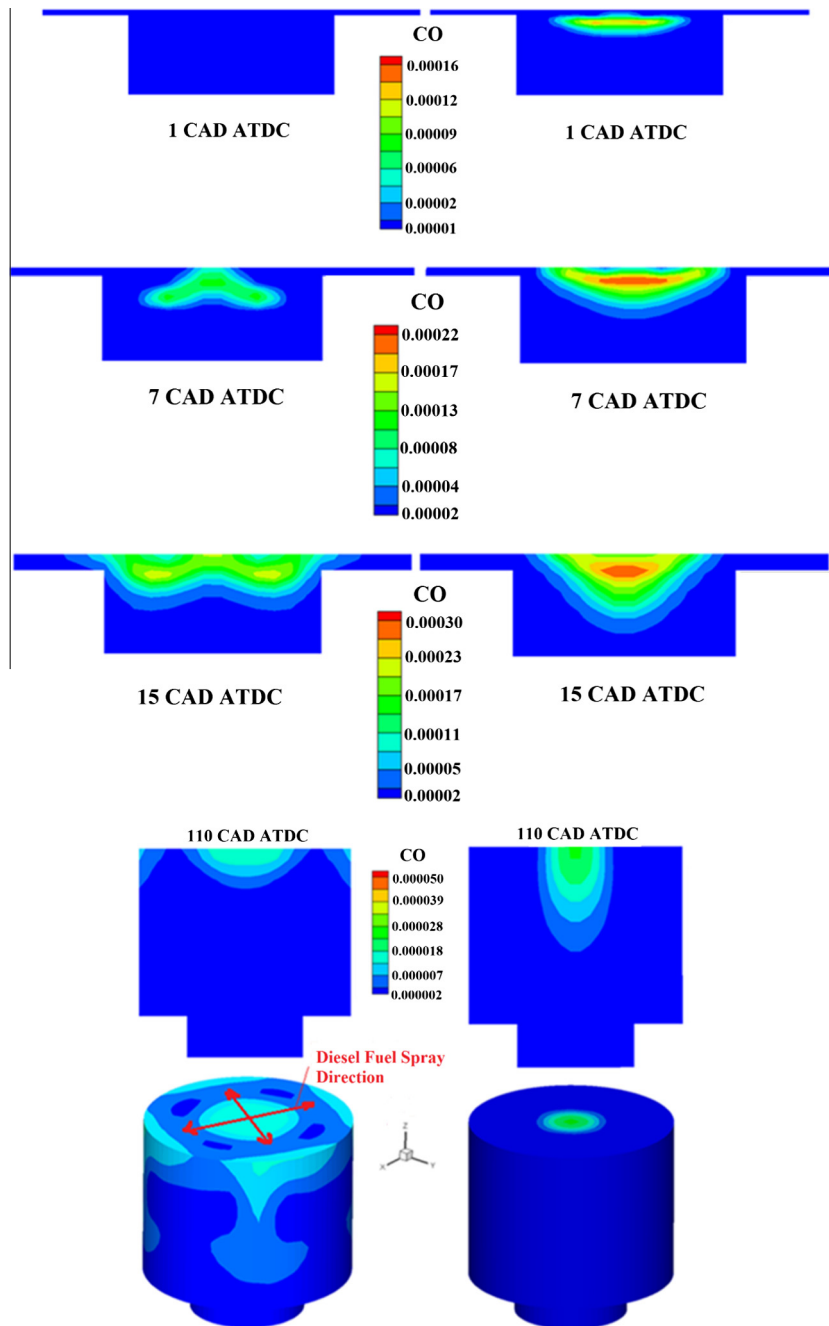 CO
0.00016
0.00012
0.00009
0.00006
0.00002
0.00001
1 CAD ATDC
1 CAD ATDC
CO
0.00022
0.00017
0.00013
0.00008
0.00004
0.00002
7 CAD ATDC
7 CAD ATDC
CO
0.00030
0.00023
0.00017
0.00011
0.00005
0.00002
15 CAD ATDC
15 CAD ATDC
110 CAD ATDC
110 CAD ATDC
CO
0.000050
0.000039
0.000028
0.000018
0.000007
0.000002
Diesel Fuel Spray
Direction
Z
X
Y